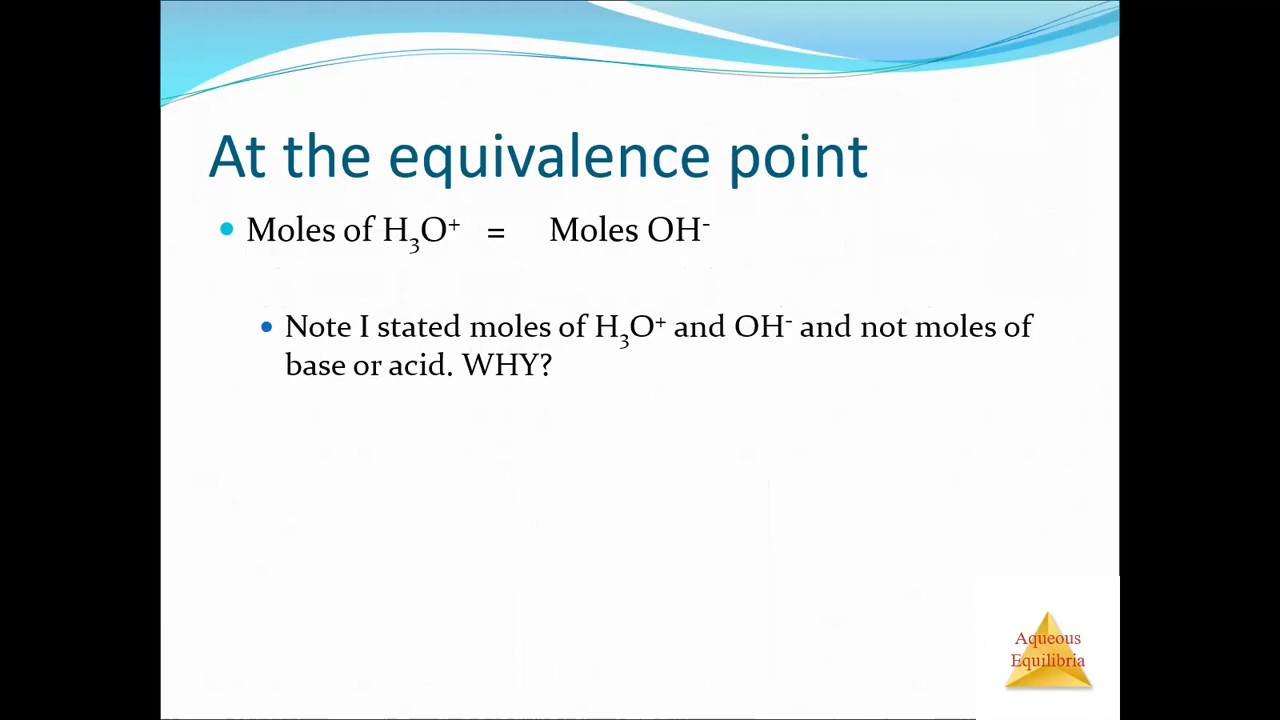 At the equivalence point
• Moles of H₃O⁺ = Moles OH⁻
• Note I stated moles of H₃O⁺ and OH⁻ and not moles of
base or acid. WHY?
Aqueous
Equilibria